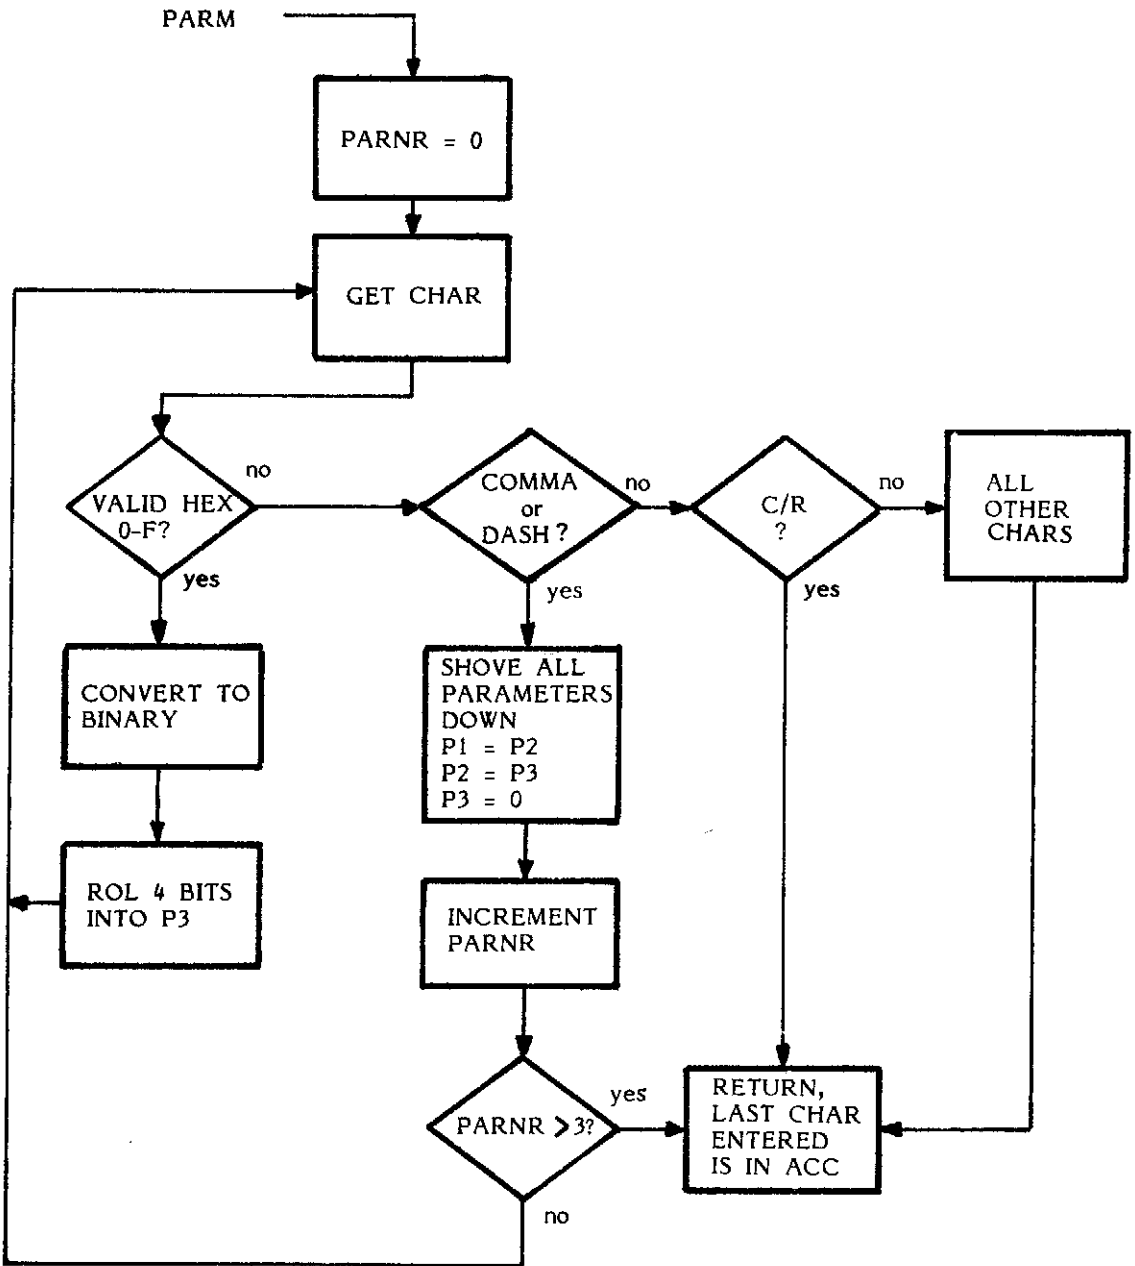 PARM
PARNR = 0
GET CHAR
VALID HEX
0-F?
no
yes
COMMA
or
DASH ?
no
yes
C/R
?
no
yes
ALL
OTHER
CHARS
CONVERT TO
BINARY
ROL 4 BITS
INTO P3
SHOVE ALL
PARAMETERS
DOWN
P1 = P2
P2 = P3
P3 = 0
INCREMENT
PARNR
PARNR > 3?
yes
no
RETURN,
LAST CHAR
ENTERED
IS IN ACC